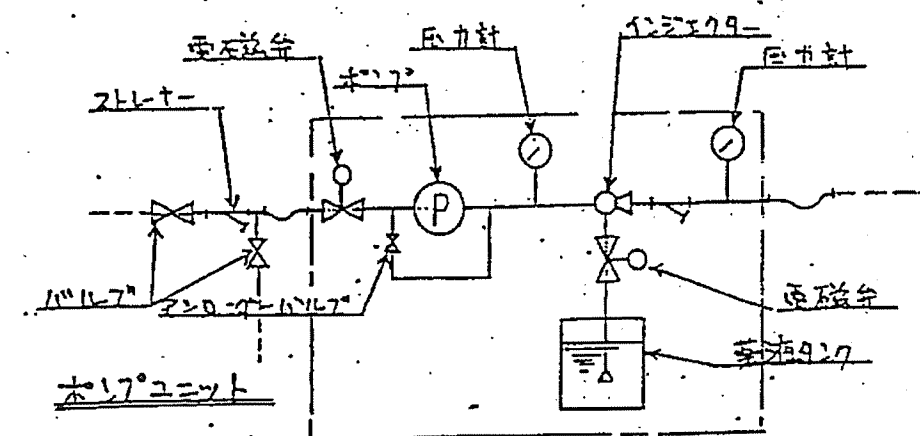 インジェクター
電磁弁
圧力計
圧力計
ポンプ
ストレーナー
P
バルブ
アンローダーバルブ
電磁弁
薬液タンク
ポンプユニット